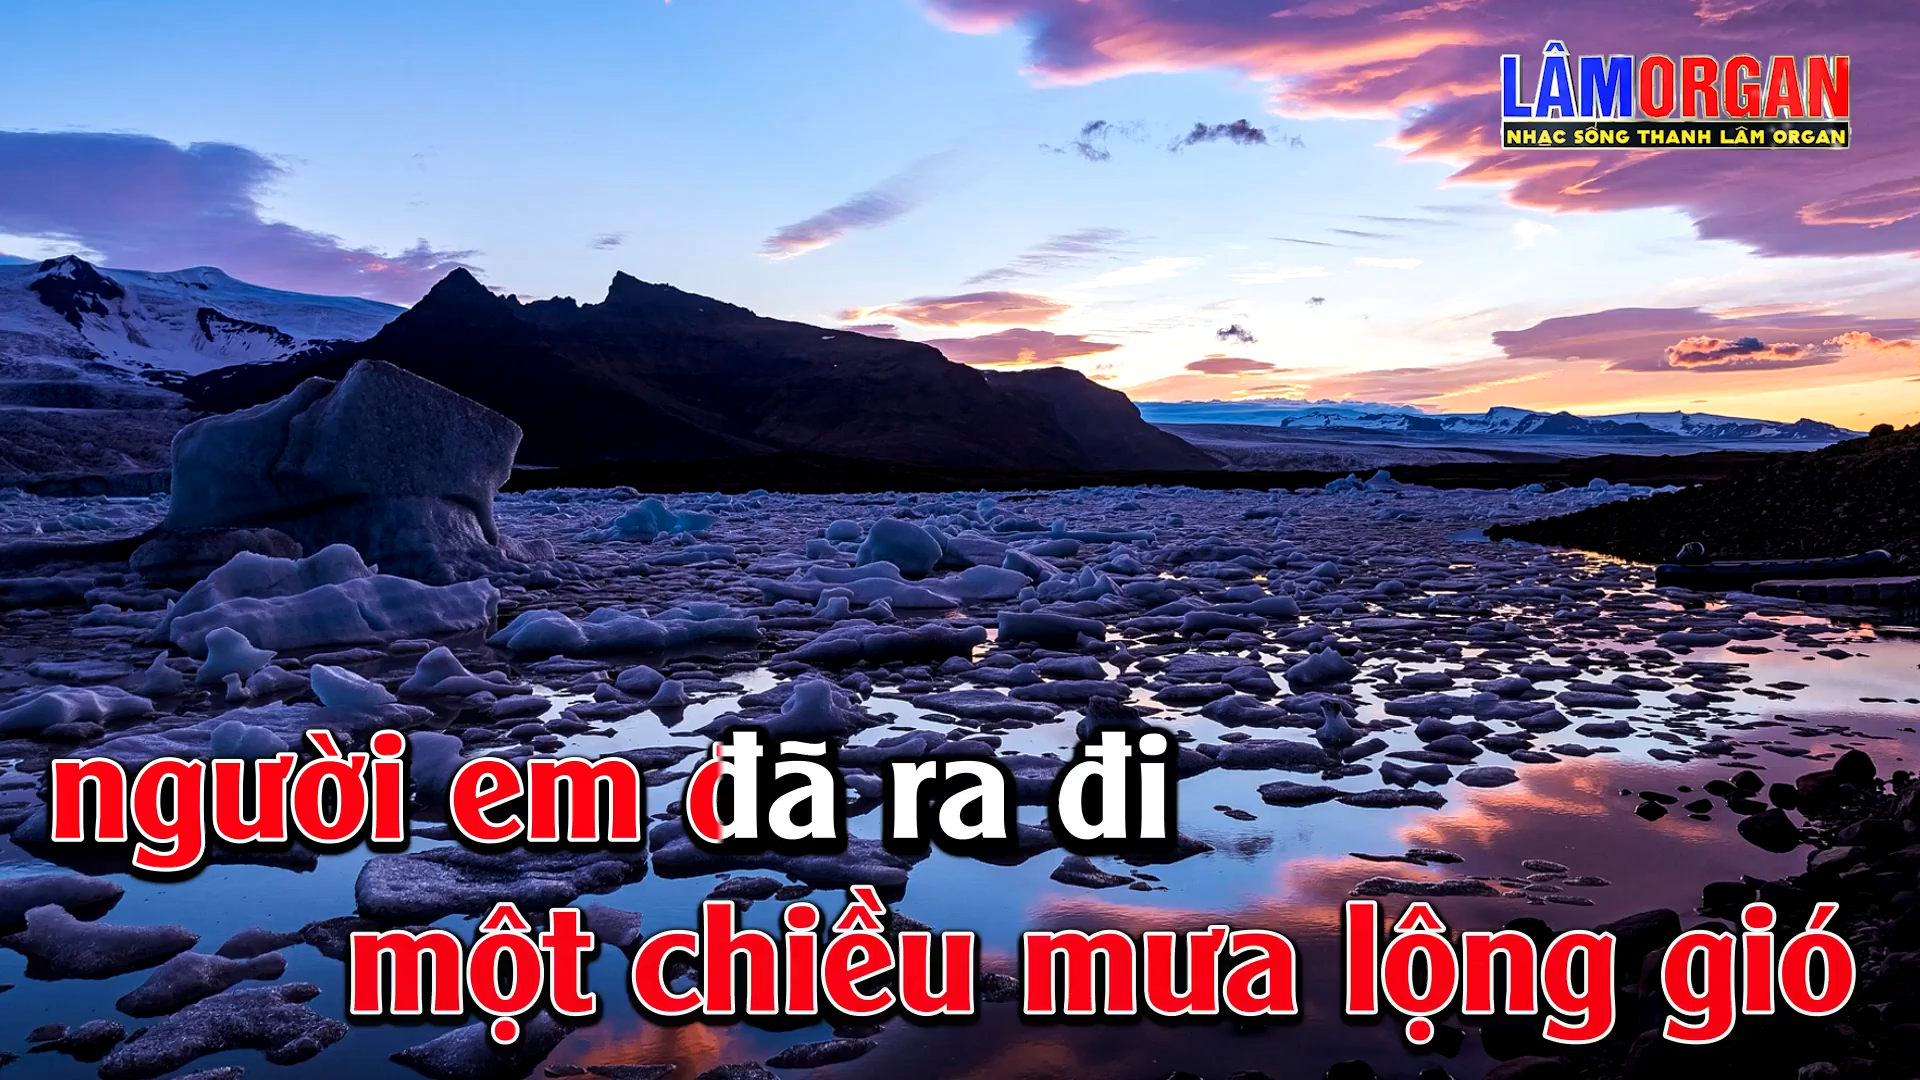 LÂMORGAN
NHẠC SỐNG THANH LÂM ORGAN
người em đã ra đi
một chiều mưa lộng gió